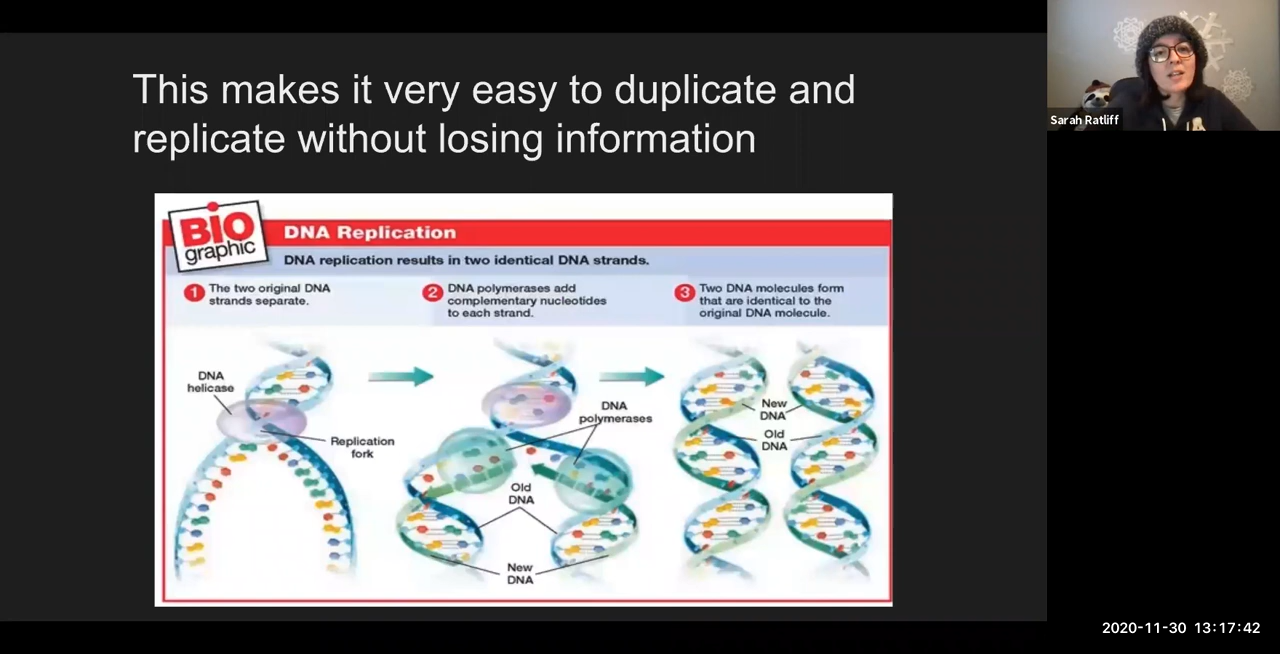 This makes it very easy to duplicate and
replicate without losing information
BIO
graphic
DNA Replication
DNA replication results in two identical DNA strands.
1 The two original DNA
strands separate.
2 DNA polymerases add
complementary nucleotides
to each strand.
3 Two DNA molecules form
that are identical to the
original DNA molecule.
DNA
helicase
Replication
fork
DNA
polymerases
Old
DNA
New
DNA
New
DNA
Old
DNA
Sarah Ratliff
2020-11-30 13:17:42